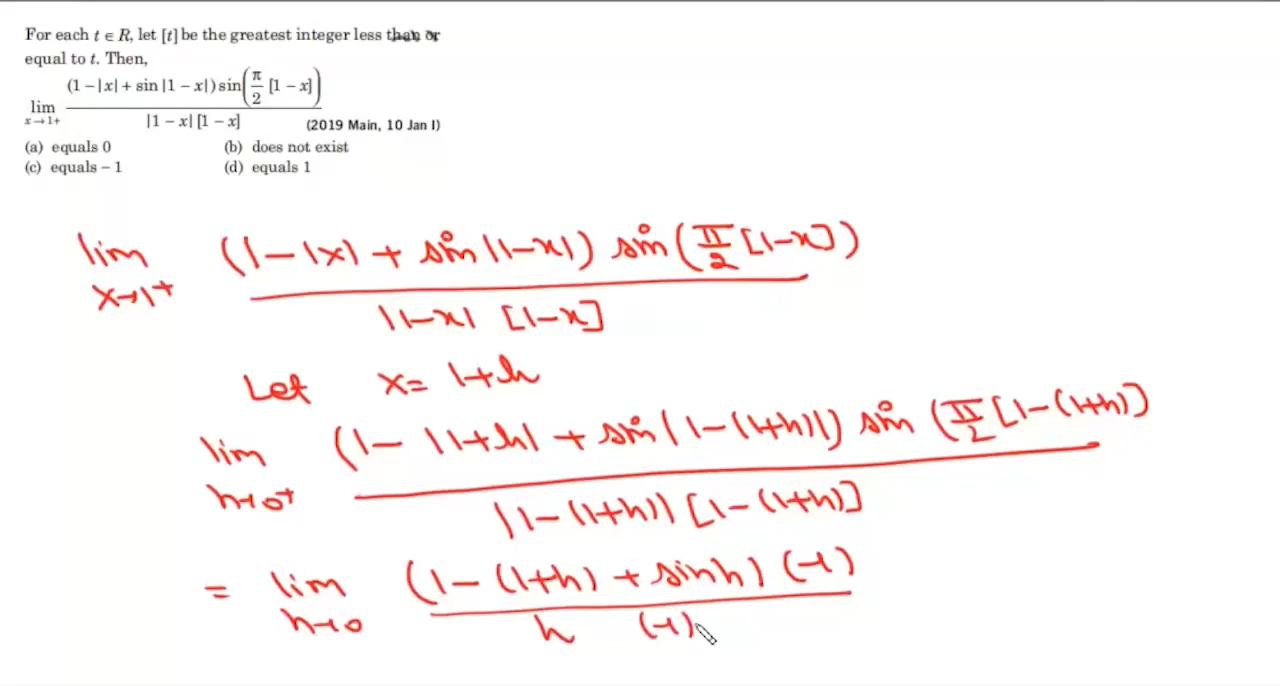 For each t ∈ R, let [t] be the greatest integer less than or
equal to t. Then,
lim x→1+ (1 – |x| + sin |1 – x|) sin(π/2 [1 – x]) / |1 – x| [1 – x]
(2019 Main, 10 Jan I)
(a) equals 0 (b) does not exist
(c) equals – 1 (d) equals 1
lim x→1+ (1-|x| + sin|1-x|) sin(π/2 [1-x]) / |1-x| [1-x]
Let x = 1+h
lim h→0+ (1- |1+h| + sin|1-(1+h)|) sin (π/2 [1-(1+h)] / |1-(1+h)| [1-(1+h)]
= lim h→0 (1-(1+h) + sinh) (-1) / h (-1)